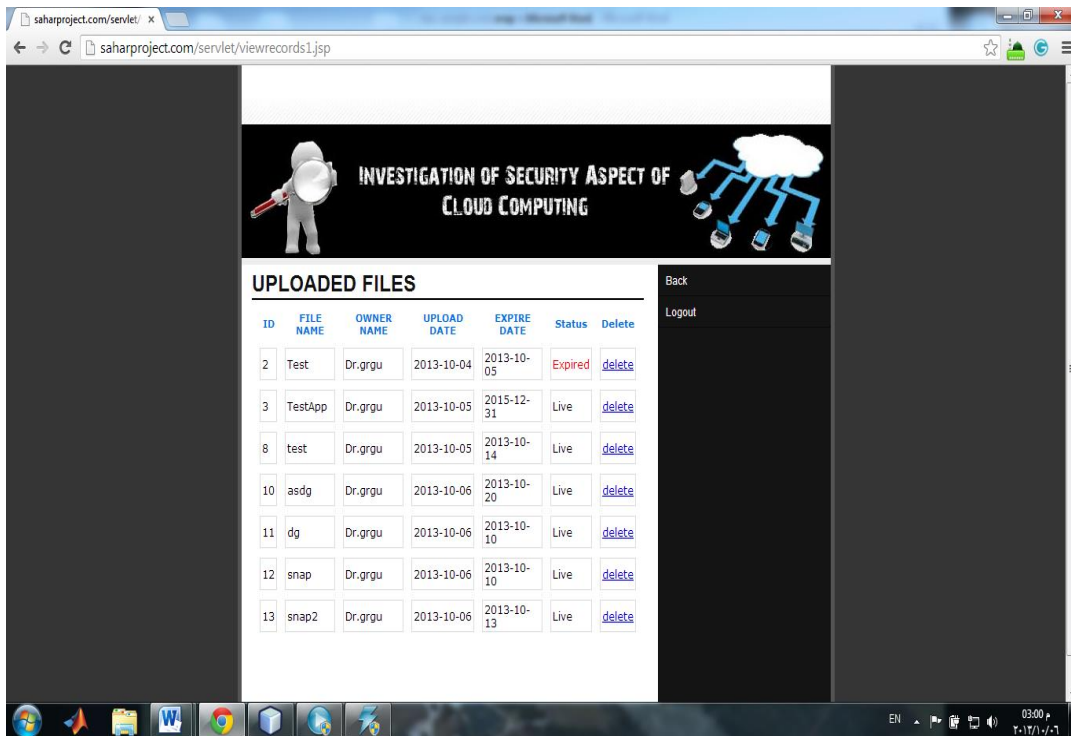 saharproject.com/servlet/
saharproject.com/servlet/viewrecords1.jsp
INVESTIGATION OF SECURITY ASPECT OF
CLOUD COMPUTING
UPLOADED FILES
Back
Logout
ID FILE NAME OWNER NAME UPLOAD DATE EXPIRE DATE Status Delete
2 Test Dr.grgu 2013-10-04 2013-10-05 Expired delete
3 TestApp Dr.grgu 2013-10-05 2015-12-31 Live delete
8 test Dr.grgu 2013-10-05 2013-10-14 Live delete
10 asdg Dr.grgu 2013-10-06 2013-10-20 Live delete
11 dg Dr.grgu 2013-10-06 2013-10-10 Live delete
12 snap Dr.grgu 2013-10-06 2013-10-10 Live delete
13 snap2 Dr.grgu 2013-10-06 2013-10-13 Live delete
EN
03:00 م
٢٠١٣/١٠/٠٦